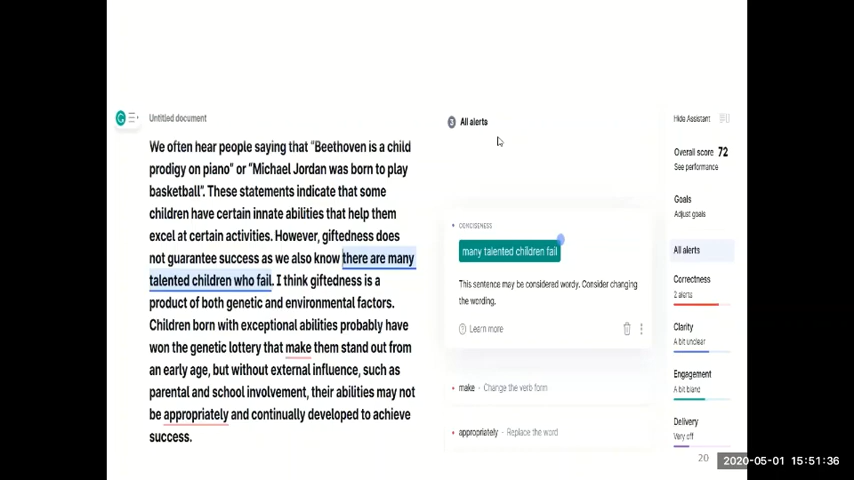 Untitled document
We often hear people saying that "Beethoven is a child
prodigy on piano" or "Michael Jordan was born to play
basketball". These statements indicate that some
children have certain innate abilities that help them
excel at certain activities. However, giftedness does
not guarantee success as we also know there are many
talented children who fail. I think giftedness is a
product of both genetic and environmental factors.
Children born with exceptional abilities probably have
won the genetic lottery that make them stand out from
an early age, but without external influence, such as
parental and school involvement, their abilities may not
be appropriately and continually developed to achieve
success.
3 All alerts
CONCISENESS
many talented children fail
This sentence may be considered wordy. Consider changing
the wording.
Learn more
make - Change the verb form
appropriately - Replace the word
Hide Assistant
Overall score 72
See performance
Goals
Adjust goals
All alerts
Correctness
2 alerts
Clarity
A bit unclear
Engagement
A bit bland
Delivery
Very off
20
2020-05-01 15:51:36